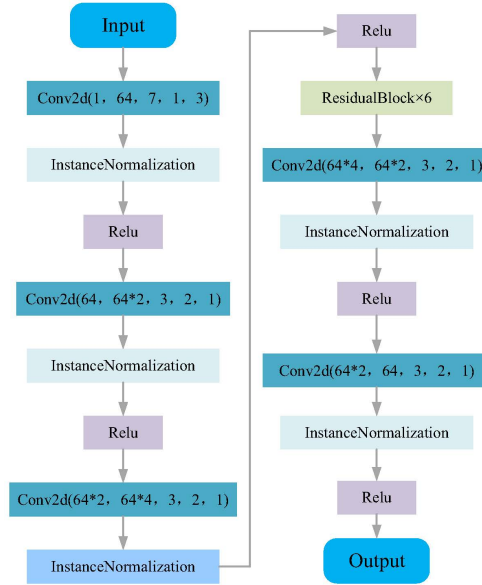 Input
Conv2d(1, 64, 7, 1, 3)
InstanceNormalization
Relu
Conv2d(64, 64*2, 3, 2, 1)
InstanceNormalization
Relu
Conv2d(64*2, 64*4, 3, 2, 1)
InstanceNormalization
Relu
ResidualBlock×6
Conv2d(64*4, 64*2, 3, 2, 1)
InstanceNormalization
Relu
Conv2d(64*2, 64, 3, 2, 1)
InstanceNormalization
Relu
Output